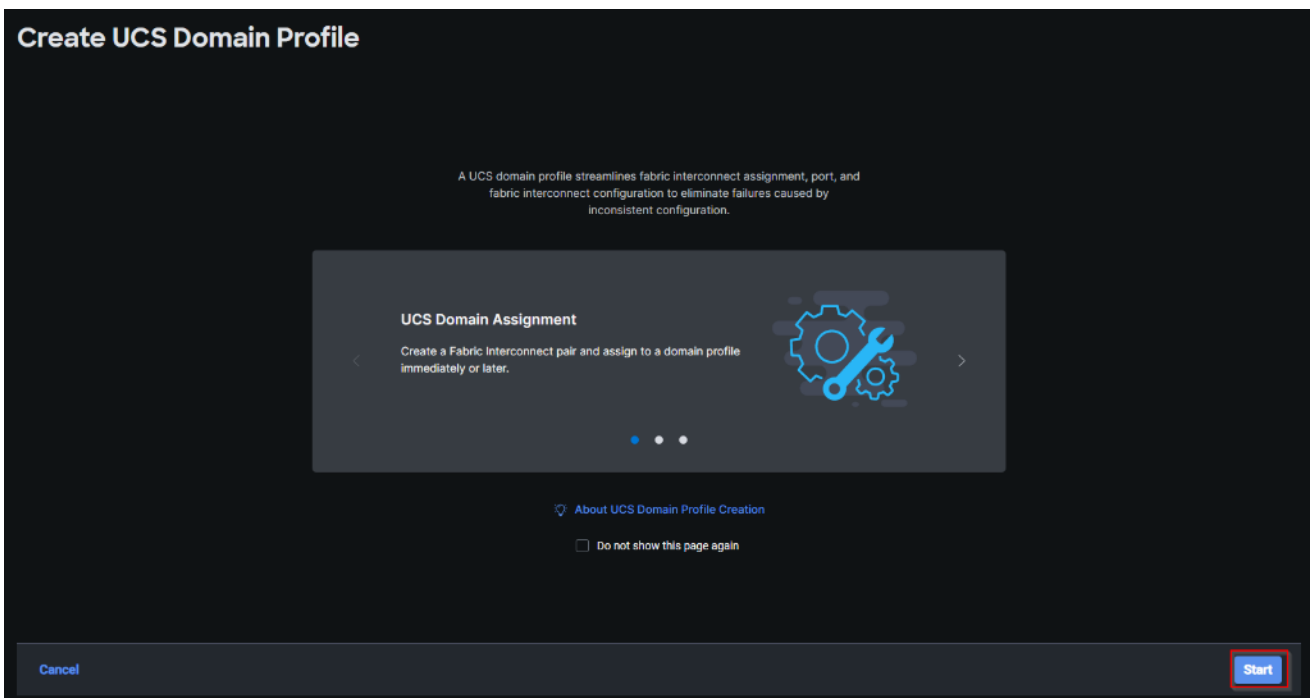 Create UCS Domain Profile
A UCS domain profile streamlines fabric interconnect assignment, port, and
fabric interconnect configuration to eliminate failures caused by
inconsistent configuration.
UCS Domain Assignment
Create a Fabric Interconnect pair and assign to a domain profile
immediately or later.
About UCS Domain Profile Creation
Do not show this page again
Cancel
Start